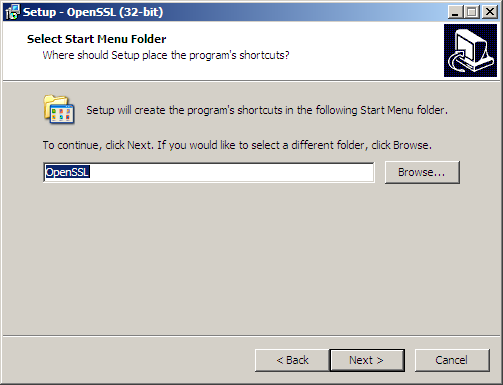 Setup - OpenSSL (32-bit)
Select Start Menu Folder
Where should Setup place the program's shortcuts?
Setup will create the program's shortcuts in the following Start Menu folder.
To continue, click Next. If you would like to select a different folder, click Browse.
OpenSSL
Browse...
< Back
Next >
Cancel